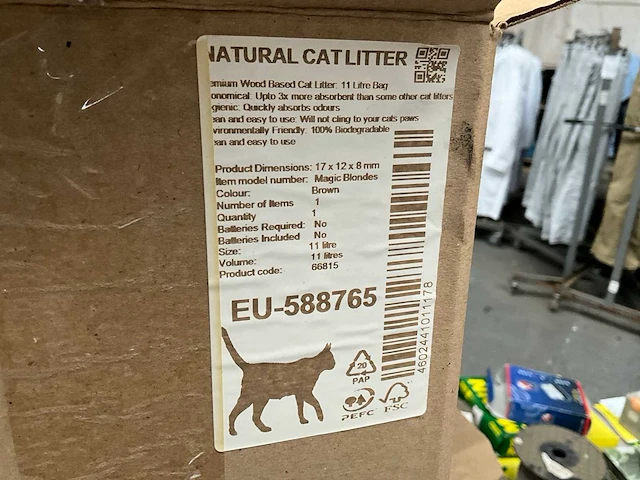 NATURAL CAT LITTER
emium Wood Based Cat Litter: 11 Litre Bag
onomical: Upto 3x more absorbent than some other cat litters
gienic: Quickly absorbs odours
ean and easy to use: Will not cling to your cats paws
vironmentally Friendly: 100% Biodegradable
ean and easy to use
Product Dimensions: 17 x 12 x 8 mm
Item model number: Magic Blondes
Colour: Brown
Number of Items 1
Quantity 1
Batteries Required: No
Batteries Included No
Size: 11 litre
Volume: 11 litres
Product code: 66815
EU-588765
4602441011178
20
PAP
PEFC
FSC